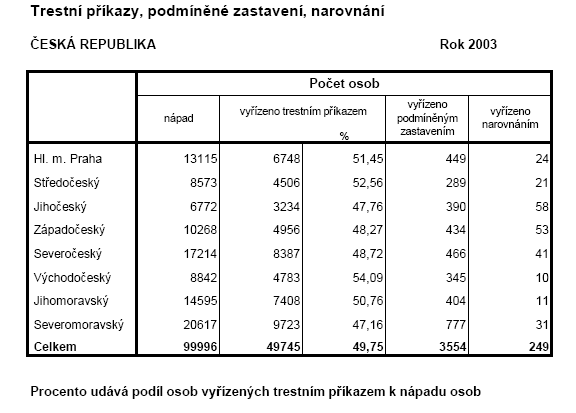 Trestní příkazy, podmíněné zastavení, narovnání
ČESKÁ REPUBLIKA Rok 2003
Počet osob
nápad vyřízeno trestním příkazem % vyřízeno podmíněným zastavením vyřízeno narovnáním
Hl. m. Praha 13115 6748 51,45 449 24
Středočeský 8573 4506 52,56 289 21
Jihočeský 6772 3234 47,76 390 58
Západočeský 10268 4956 48,27 434 53
Severočeský 17214 8387 48,72 466 41
Východočeský 8842 4783 54,09 345 10
Jihomoravský 14595 7408 50,76 404 11
Severomoravský 20617 9723 47,16 777 31
Celkem 99996 49745 49,75 3554 249
Procento udává podíl osob vyřízených trestním příkazem k nápadu osob